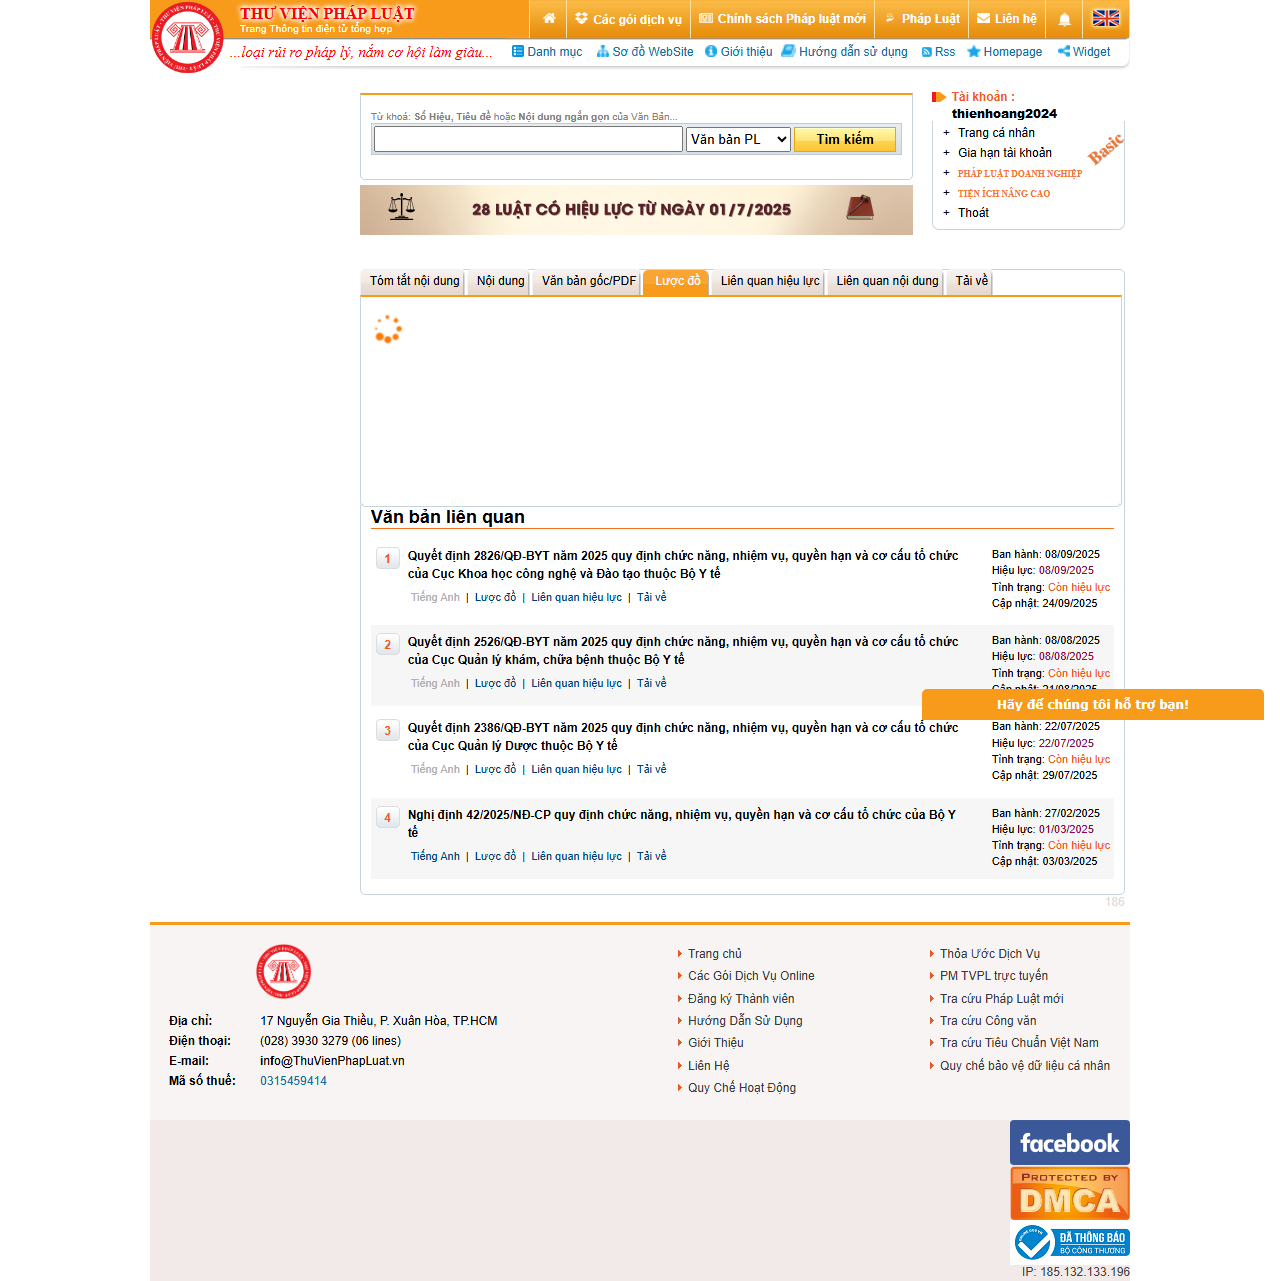 THƯ VIỆN PHÁP LUẬT
Trang Thông tin điện tử tổng hợp
Các gói dịch vụ
Chính sách Pháp luật mới
Pháp Luật
Liên hệ
...loại rủi ro pháp lý, nắm cơ hội làm giàu...
Danh mục
Sơ đồ WebSite
Giới thiệu
Hướng dẫn sử dụng
Rss
Homepage
Widget
Từ khoá: Số Hiệu, Tiêu đề hoặc Nội dung ngắn gọn của Văn Bản...
Văn bản PL
Tìm kiếm
28 LUẬT CÓ HIỆU LỰC TỪ NGÀY 01/7/2025
Tài khoản :
thienhoang2024
+ Trang cá nhân
+ Gia hạn tài khoản
+ PHÁP LUẬT DOANH NGHIỆP
+ TIỆN ÍCH NÂNG CAO
+ Thoát
Basic
Tóm tắt nội dung
Nội dung
Văn bản gốc/PDF
Lược đồ
Liên quan hiệu lực
Liên quan nội dung
Tải về
Văn bản liên quan
1
Quyết định 2826/QĐ-BYT năm 2025 quy định chức năng, nhiệm vụ, quyền hạn và cơ cấu tổ chức
của Cục Khoa học công nghệ và Đào tạo thuộc Bộ Y tế
Tiếng Anh | Lược đồ | Liên quan hiệu lực | Tải về
Ban hành: 08/09/2025
Hiệu lực: 08/09/2025
Tình trạng: Còn hiệu lực
Cập nhật: 24/09/2025
2
Quyết định 2526/QĐ-BYT năm 2025 quy định chức năng, nhiệm vụ, quyền hạn và cơ cấu tổ chức
của Cục Quản lý khám, chữa bệnh thuộc Bộ Y tế
Tiếng Anh | Lược đồ | Liên quan hiệu lực | Tải về
Ban hành: 08/08/2025
Hiệu lực: 08/08/2025
Tình trạng: Còn hiệu lực
Cập nhật: 21/08/2025
Hãy để chúng tôi hỗ trợ bạn!
3
Quyết định 2386/QĐ-BYT năm 2025 quy định chức năng, nhiệm vụ, quyền hạn và cơ cấu tổ chức
của Cục Quản lý Dược thuộc Bộ Y tế
Tiếng Anh | Lược đồ | Liên quan hiệu lực | Tải về
Ban hành: 22/07/2025
Hiệu lực: 22/07/2025
Tình trạng: Còn hiệu lực
Cập nhật: 29/07/2025
4
Nghị định 42/2025/NĐ-CP quy định chức năng, nhiệm vụ, quyền hạn và cơ cấu tổ chức của Bộ Y
tế
Tiếng Anh | Lược đồ | Liên quan hiệu lực | Tải về
Ban hành: 27/02/2025
Hiệu lực: 01/03/2025
Tình trạng: Còn hiệu lực
Cập nhật: 03/03/2025
186
Địa chỉ: 17 Nguyễn Gia Thiều, P. Xuân Hòa, TP.HCM
Điện thoại: (028) 3930 3279 (06 lines)
E-mail: info@ThuVienPhapLuat.vn
Mã số thuế: 0315459414
Trang chủ
Các Gói Dịch Vụ Online
Đăng ký Thành viên
Hướng Dẫn Sử Dụng
Giới Thiệu
Liên Hệ
Quy Chế Hoạt Động
Thỏa Ước Dịch Vụ
PM TVPL trực tuyến
Tra cứu Pháp Luật mới
Tra cứu Công văn
Tra cứu Tiêu Chuẩn Việt Nam
Quy chế bảo vệ dữ liệu cá nhân
facebook
PROTECTED BY
DMCA
ĐÃ THÔNG BÁO
BỘ CÔNG THƯƠNG
IP: 185.132.133.196